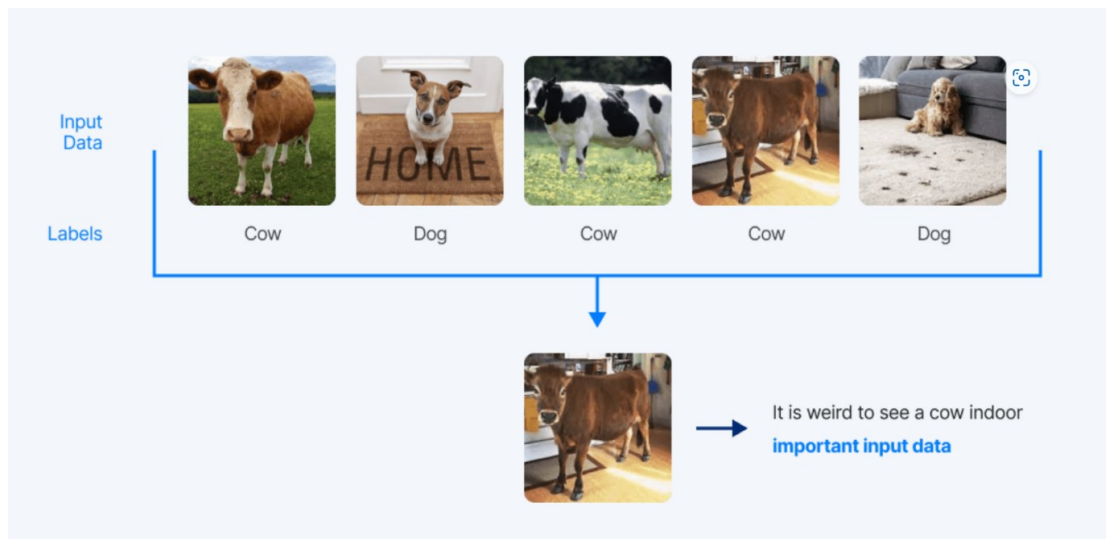 Input
Data
HOME
Labels
Cow
Dog
Cow
Cow
Dog
It is weird to see a cow indoor
important input data